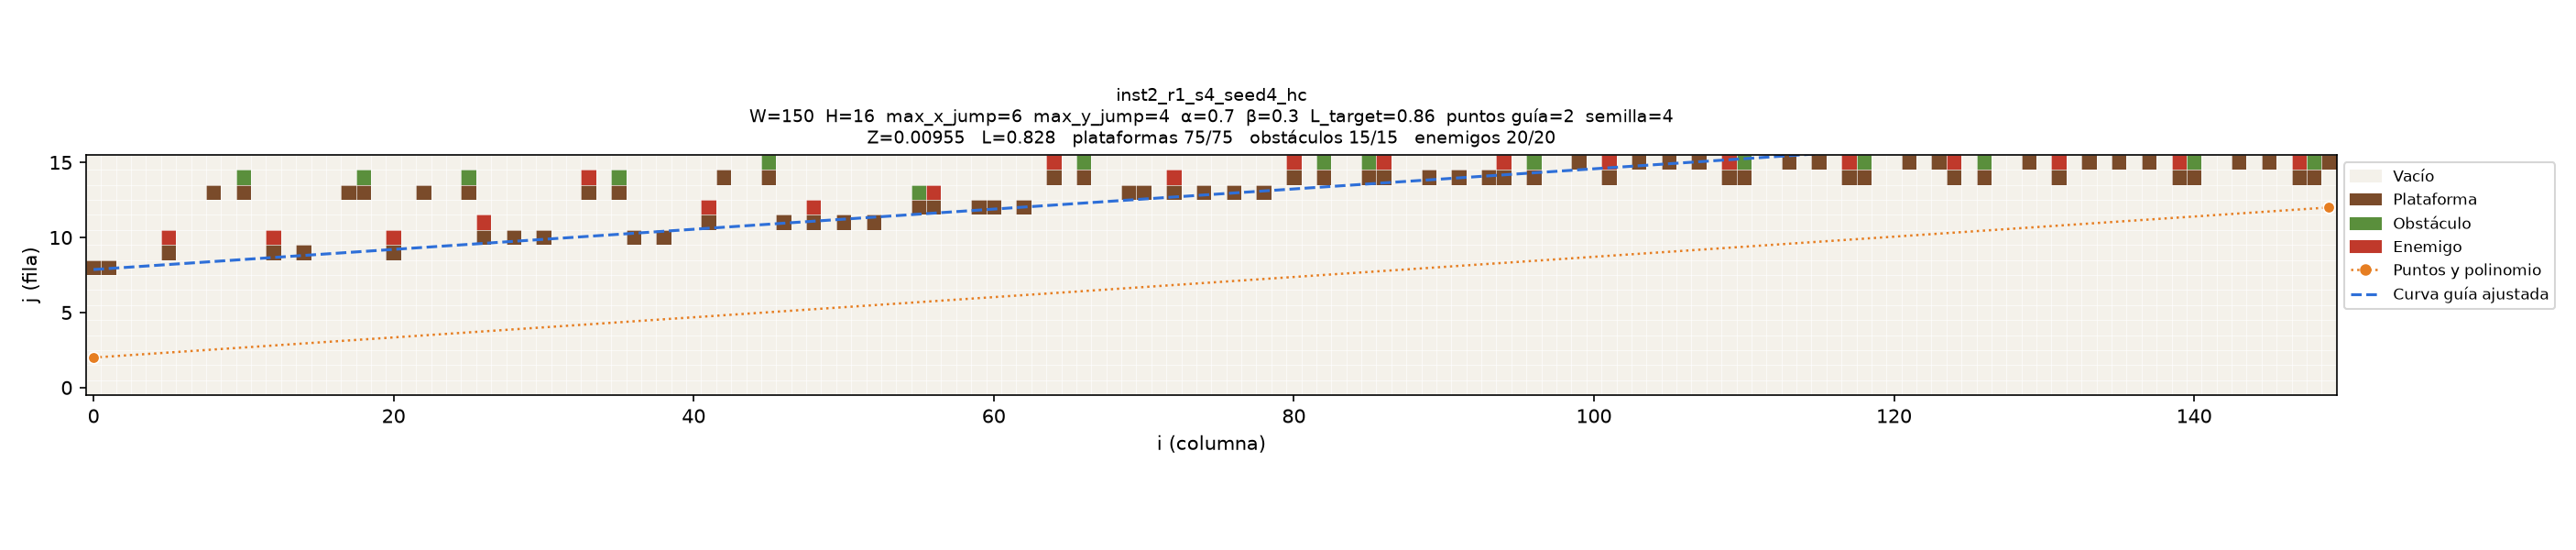 inst2_r1_s4_seed4_hc
W=150 H=16 max_x_jump=6 max_y_jump=4 α=0.7 β=0.3 L_target=0.86 puntos guía=2 semilla=4
Z=0.00955 L=0.828 plataformas 75/75 obstáculos 15/15 enemigos 20/20
15
10
5
0
j (fila)
0 20 40 60 80 100 120 140
i (columna)
Vacío
Plataforma
Obstáculo
Enemigo
Puntos y polinomio
Curva guía ajustada